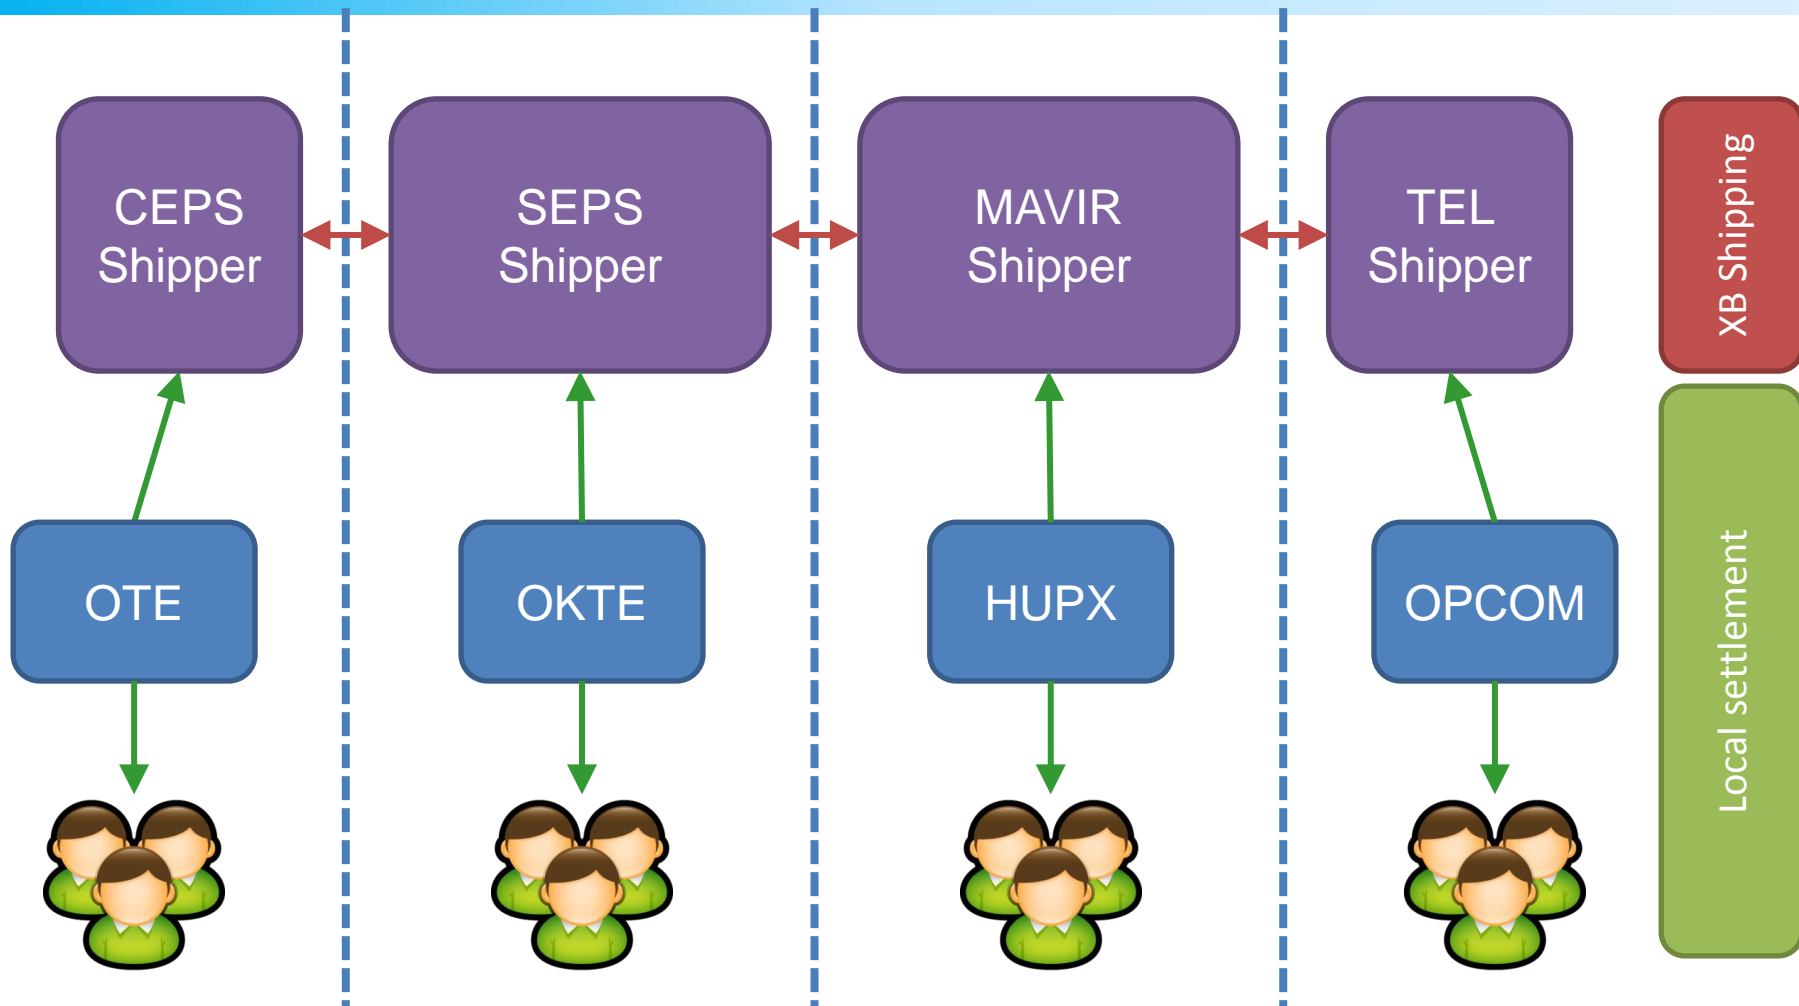 CEPS
Shipper
SEPS
Shipper
MAVIR
Shipper
TEL
Shipper
XB Shipping
OTE
OKTE
HUPX
OPCOM
Local settlement